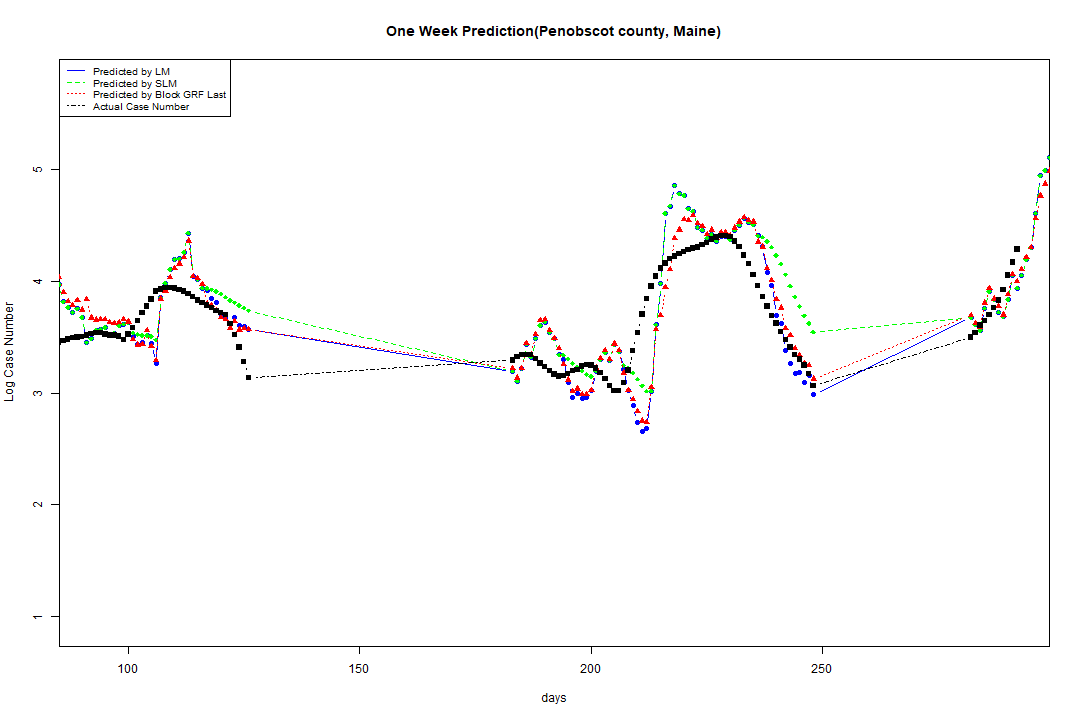 One Week Prediction(Penobscot county, Maine)
Predicted by LM
Predicted by SLM
Predicted by Block GRF Last
Actual Case Number
5
4
3
2
1
Log Case Number
100 150 200 250
days